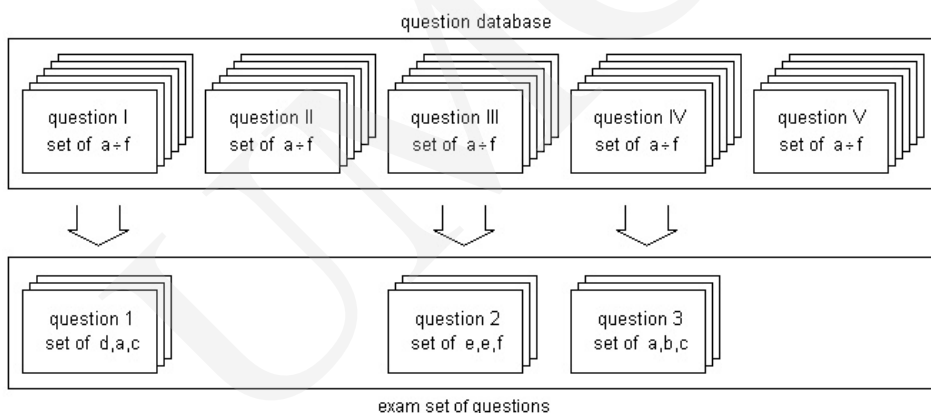 question database
question I
set of a÷f
question II
set of a÷f
question III
set of a÷f
question IV
set of a÷f
question V
set of a÷f
question 1
set of d,a,c
question 2
set of e,e,f
question 3
set of a,b,c
exam set of questions